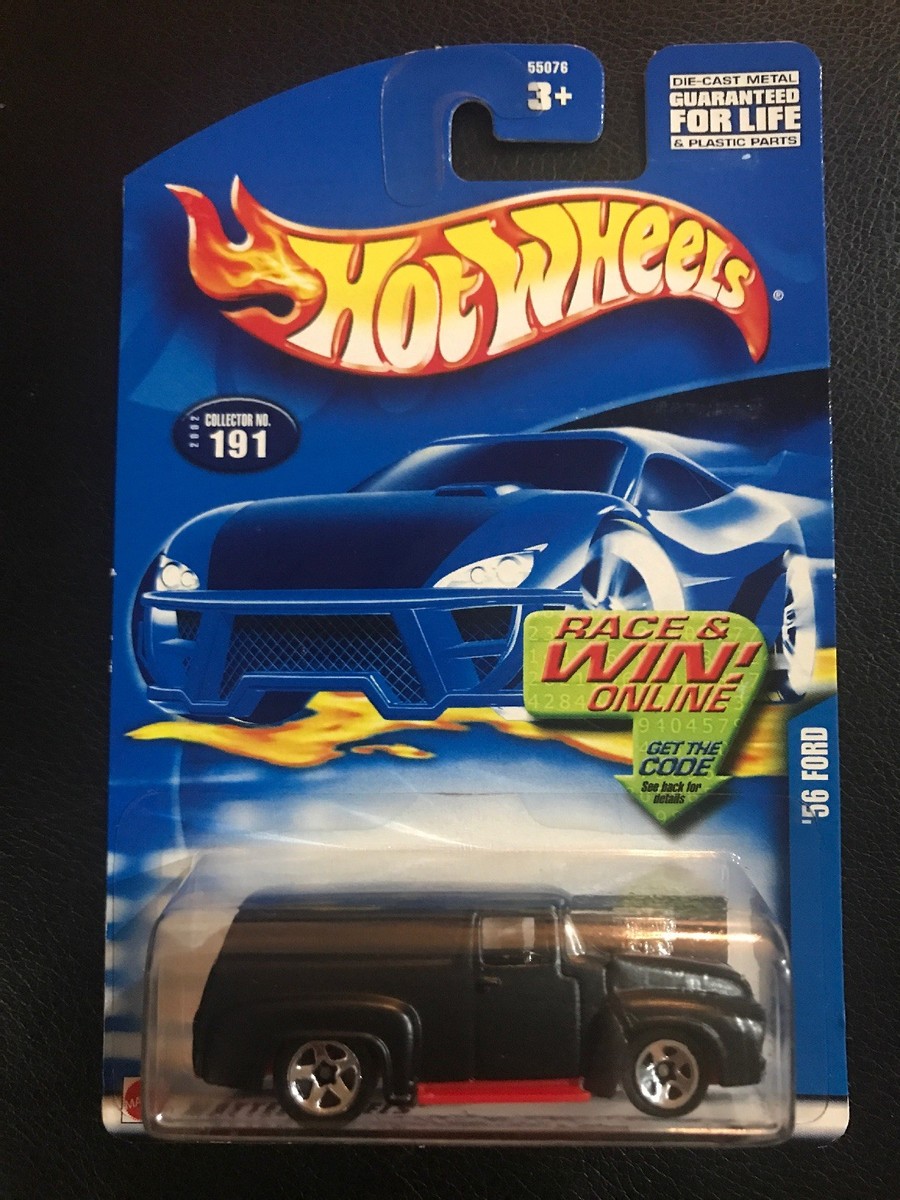 55076
3+
DIE-CAST METAL
GUARANTEED
FOR LIFE
& PLASTIC PARTS
HOT WHEELS
®
2002
COLLECTOR NO.
191
RACE &
WIN!
ONLINE
GET THE
CODE
See back for
details
'56 FORD